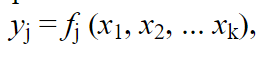 yj = fj (x1, x2, ... xk),